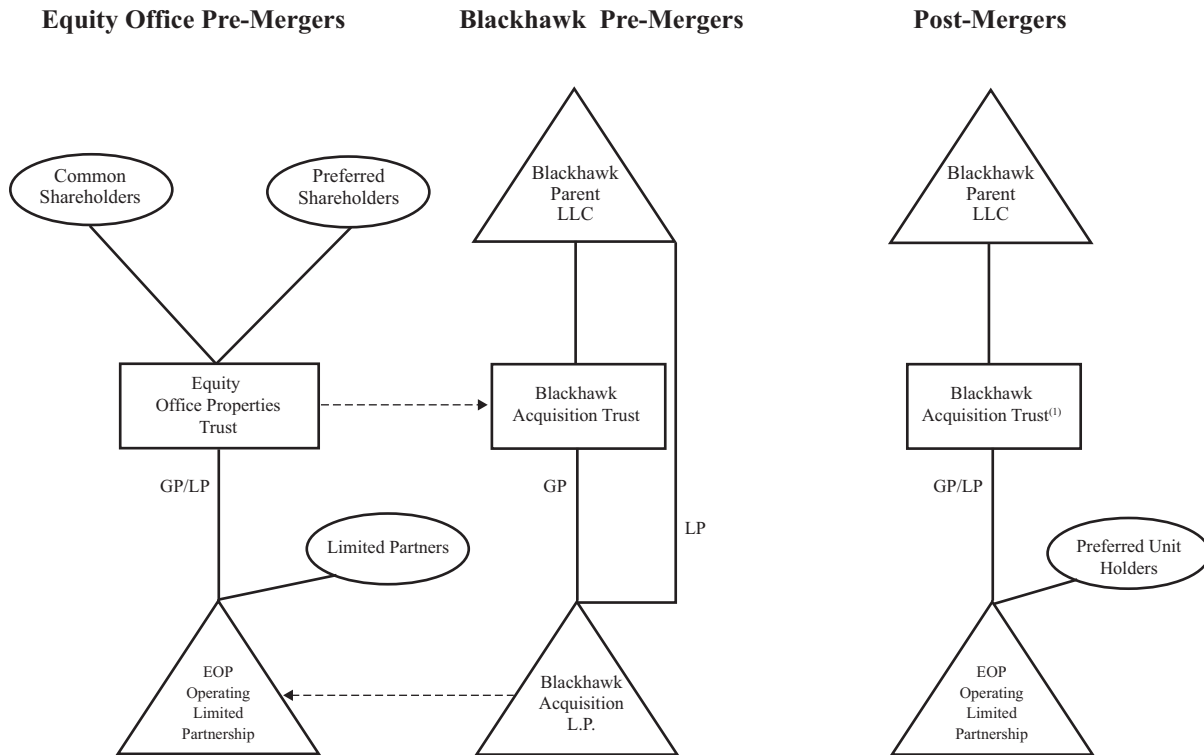 Equity Office Pre-Mergers
Blackhawk Pre-Mergers
Post-Mergers
Common
Shareholders
Preferred
Shareholders
Equity
Office Properties
Trust
GP/LP
Limited Partners
EOP
Operating
Limited
Partnership
Blackhawk
Parent
LLC
Blackhawk
Acquisition Trust
GP
LP
Blackhawk
Acquisition
L.P.
Blackhawk
Parent
LLC
Blackhawk
Acquisition Trust(1)
GP/LP
Preferred Unit
Holders
EOP
Operating
Limited
Partnership